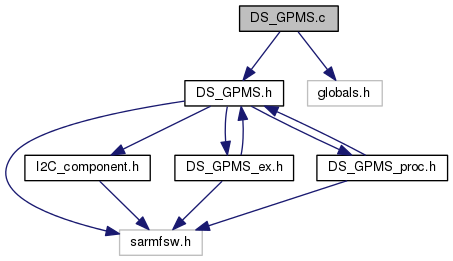 DS_GPMS.c
DS_GPMS.h
globals.h
I2C_component.h
DS_GPMS_ex.h
DS_GPMS_proc.h
sarmfsw.h